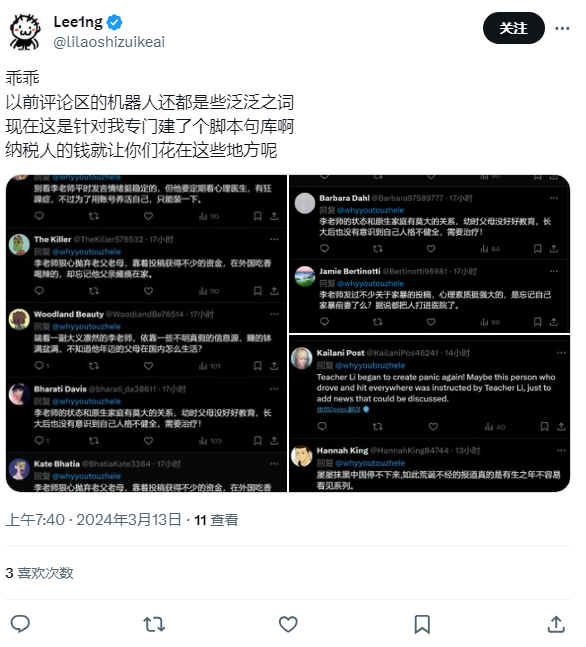 Lee1ng
@lilaoshizuikeai
关注
乖乖
以前评论区的机器人还都是些泛泛之词
现在这是针对我专门建了个脚本句库啊
纳税人的钱就让你们花在这些地方呢
回复 @whyyoutouzhele
别看李老师平时发言情绪挺稳定的，但他要定期看心理医生，有狂
躁症，不过为了用账号养活自己，只能装一下。
90
The Killer @TheKiller576532 · 17小时
回复 @whyyoutouzhele
李老师狠心抛弃老父老母，靠着投稿获得不少的资金，在外国吃香
喝辣的，却忘记他父亲瘫痪在家。
90
Woodland Beauty @WoodlandBe76514 · 17小时
回复 @whyyoutouzhele
端着一副大义凛然的李老师，依靠一些不明真假的信息源，赚的钵
满盆满，不知道他年迈的父母在国内怎么生活？
1
101
Bharati Davis @bharati_da38611 · 17小时
回复 @whyyoutouzhele
李老师的状态和原生家庭有莫大的关系，幼时父母没好好教育，长
大后也没有意识到自己人格不健全，需要治疗！
1
103
Kate Bhatia @BhatiaKate3384 · 17小时
回复 @whyyoutouzhele
李老师狠心抛弃老父老母，靠着投稿获得不少的资金，在外国吃香
90
Barbara Dahl @Barbara97589777 · 17小时
回复 @whyyoutouzhele
李老师的状态和原生家庭有莫大的关系，幼时父母没好好教育，长
大后也没有意识到自己人格不健全，需要治疗！
84
Jamie Bertinotti @Bertinoti96981 · 17小时
回复 @whyyoutouzhele
李老师发过不少关于家暴的投稿，心理素质挺强大的，是忘记自己
家暴前妻了么？据说都把人打进医院了。
99
Kailani Post @KailaniPos46241 · 14小时
回复 @whyyoutouzhele
Teacher Li began to create panic again! Maybe this person who
drove and hit everywhere was instructed by Teacher Li, just to
add news that could be discussed.
使用DeepL翻译
40
Hannah King @HannahKing84744 · 13小时
回复 @whyyoutouzhele
屡屡抹黑中国停不下来，如此荒诞不经的报道真的是有生之年不容易
看见系列。
上午7:40 · 2024年3月13日 · 11 查看
3 喜欢次数